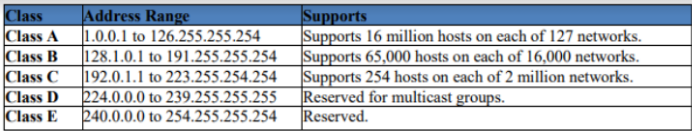 Class Address Range Supports
Class A 1.0.0.1 to 126.255.255.254 Supports 16 million hosts on each of 127 networks.
Class B 128.1.0.1 to 191.255.255.254 Supports 65,000 hosts on each of 16,000 networks.
Class C 192.0.1.1 to 223.255.254.254 Supports 254 hosts on each of 2 million networks.
Class D 224.0.0.0 to 239.255.255.255 Reserved for multicast groups.
Class E 240.0.0.0 to 254.255.255.254 Reserved.